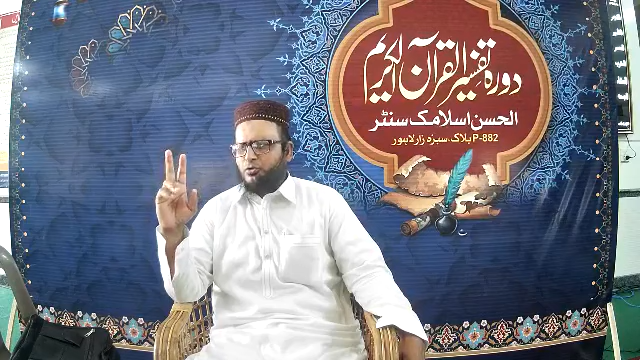 دورہ تفسیر القرآن الکریم
الحسن اسلامک سنٹر
P-882 بلاک، سبزہ زار لاہور